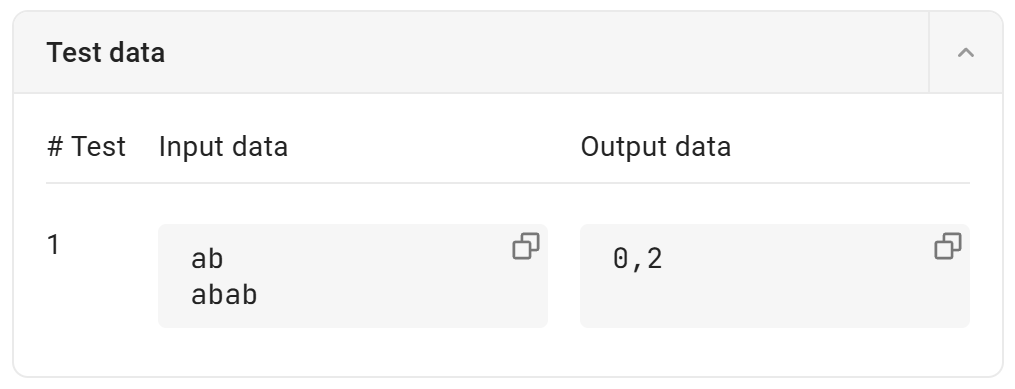 Test data
# Test Input data Output data
1 ab 0,2
abab